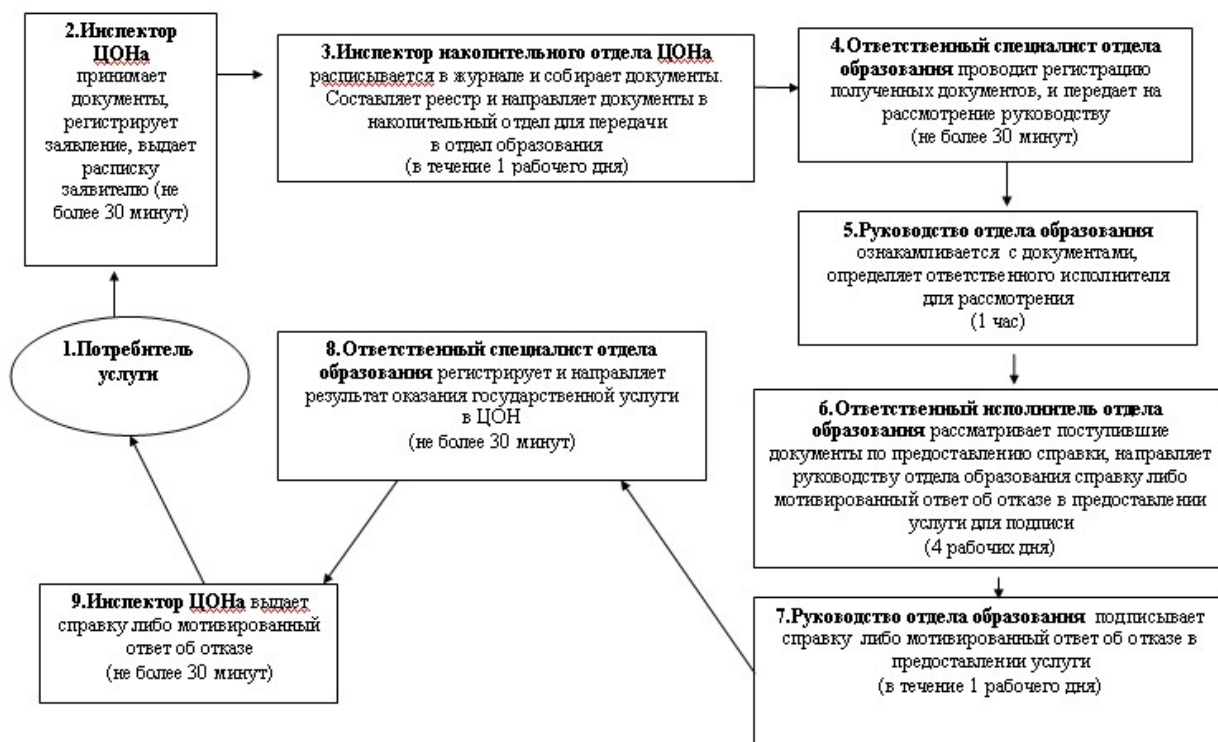 1.Потребитель
услуги
2.Инспектор
ЦОНа
принимает
документы,
регистрирует
заявление, выдает
расписку
заявителю (не
более 30 минут)
3.Инспектор накопительного отдела ЦОНа
расписывается в журнале и собирает документы.
Составляет реестр и направляет документы в
накопительный отдел для передачи
в отдел образования
(в течение 1 рабочего дня)
4.Ответственный специалист отдела
образования проводит регистрацию
полученных документов, и передает на
рассмотрение руководству
(не более 30 минут)
5.Руководство отдела образования
ознакамливается с документами,
определяет ответственного исполнителя
для рассмотрения
(1 час)
6.Ответственный исполнитель отдела
образования рассматривает поступившие
документы по предоставлению справки, направляет
руководству отдела образования справку либо
мотивированный ответ об отказе в предоставлении
услуги для подписи
(4 рабочих дня)
7.Руководство отдела образования подписывает
справку либо мотивированный ответ об отказе в
предоставлении услуги
(в течение 1 рабочего дня)
8.Ответственный специалист отдела
образования регистрирует и направляет
результат оказания государственной услуги
в ЦОН
(не более 30 минут)
9.Инспектор ЦОНа выдает
справку либо мотивированный
ответ об отказе
(не более 30 минут)